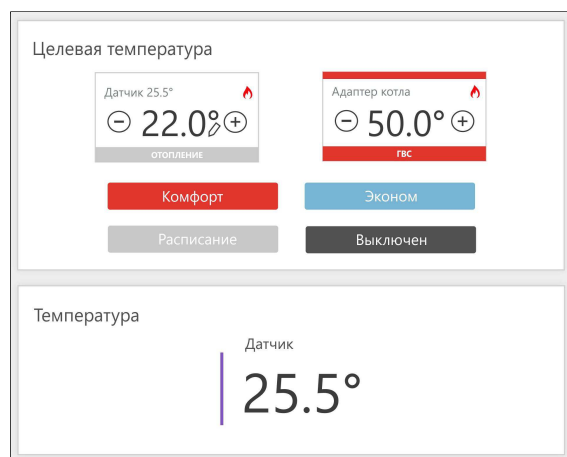 Целевая температура
Датчик 25.5°
22.0°
ОТОПЛЕНИЕ
Адаптер котла
50.0°
ГВС
Комфорт
Эконом
Расписание
Выключен
Температура
Датчик
25.5°